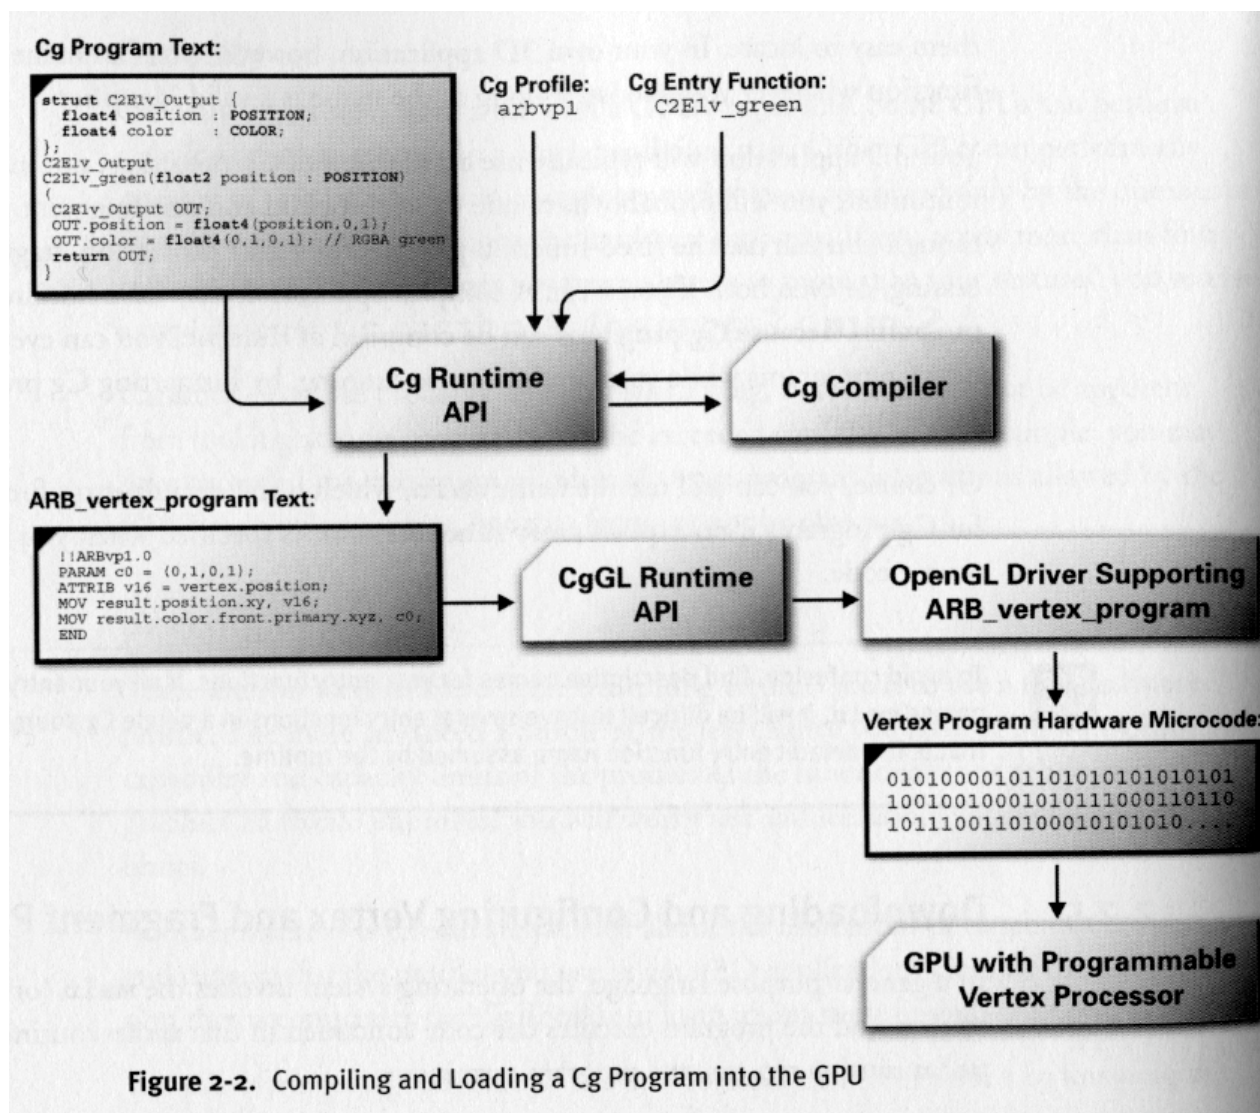 Cg Program Text:
struct C2E1v_Output {
float4 position : POSITION;
float4 color : COLOR;
};
C2E1v_Output
C2E1v_green(float2 position : POSITION)
{
C2E1v_Output OUT;
OUT.position = float4(position,0,1);
OUT.color = float4(0,1,0,1); // RGBA green
return OUT;
}
Cg Profile:
arbvp1
Cg Entry Function:
C2E1v_green
Cg Runtime
API
Cg Compiler
ARB_vertex_program Text:
!!ARBvp1.0
PARAM c0 = {0,1,0,1};
ATTRIB v16 = vertex.position;
MOV result.position.xy, v16;
MOV result.color.front.primary.xyz, c0;
END
CgGL Runtime
API
OpenGL Driver Supporting
ARB_vertex_program
Vertex Program Hardware Microcode:
01010000101101010101010101
10010010001010111000110110
1011100110100010101010....
GPU with Programmable
Vertex Processor
Figure 2-2. Compiling and Loading a Cg Program into the GPU